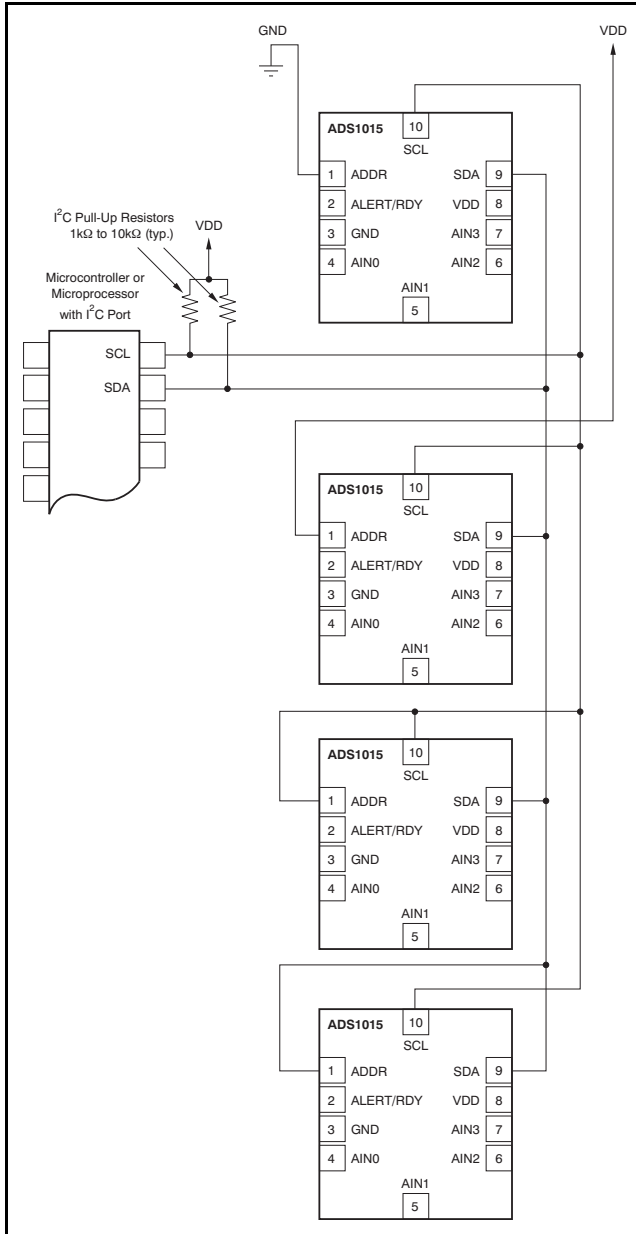 GND
VDD
ADS1015
10
SCL
1 ADDR SDA 9
2 ALERT/RDY VDD 8
3 GND AIN3 7
4 AIN0 AIN2 6
AIN1
5
I²C Pull-Up Resistors
1kΩ to 10kΩ (typ.)
VDD
Microcontroller or
Microprocessor
with I²C Port
SCL
SDA
ADS1015
10
SCL
1 ADDR SDA 9
2 ALERT/RDY VDD 8
3 GND AIN3 7
4 AIN0 AIN2 6
AIN1
5
ADS1015
10
SCL
1 ADDR SDA 9
2 ALERT/RDY VDD 8
3 GND AIN3 7
4 AIN0 AIN2 6
AIN1
5
ADS1015
10
SCL
1 ADDR SDA 9
2 ALERT/RDY VDD 8
3 GND AIN3 7
4 AIN0 AIN2 6
AIN1
5